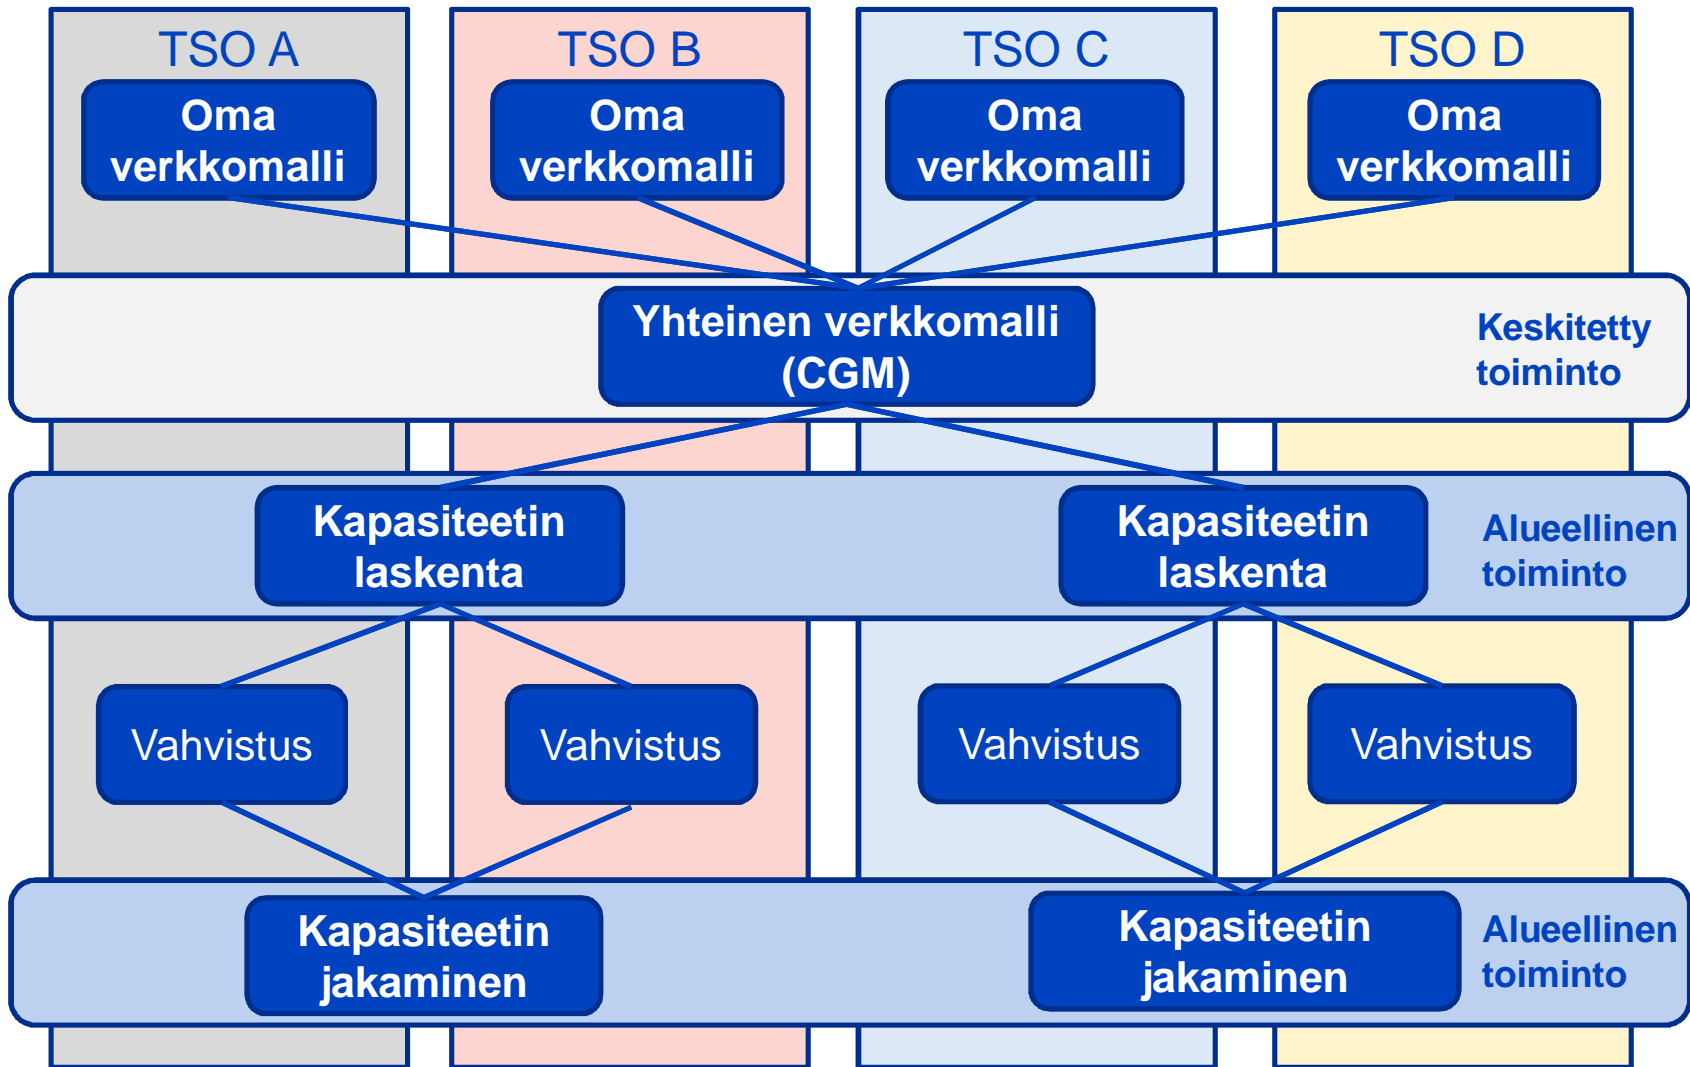 TSO A
TSO B
TSO C
TSO D
Oma
verkkomalli
Oma
verkkomalli
Oma
verkkomalli
Oma
verkkomalli
Yhteinen verkkomalli
(CGM)
Keskitetty
toiminto
Kapasiteetin
laskenta
Kapasiteetin
laskenta
Alueellinen
toiminto
Vahvistus
Vahvistus
Vahvistus
Vahvistus
Kapasiteetin
jakaminen
Kapasiteetin
jakaminen
Alueellinen
toiminto